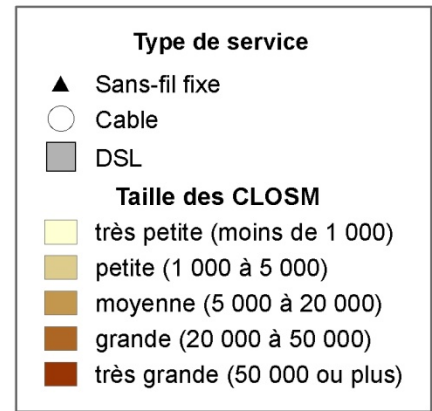 Type de service
Sans-fil fixe
Cable
DSL
Taille des CLOSM
très petite (moins de 1 000)
petite (1 000 à 5 000)
moyenne (5 000 à 20 000)
grande (20 000 à 50 000)
très grande (50 000 ou plus)